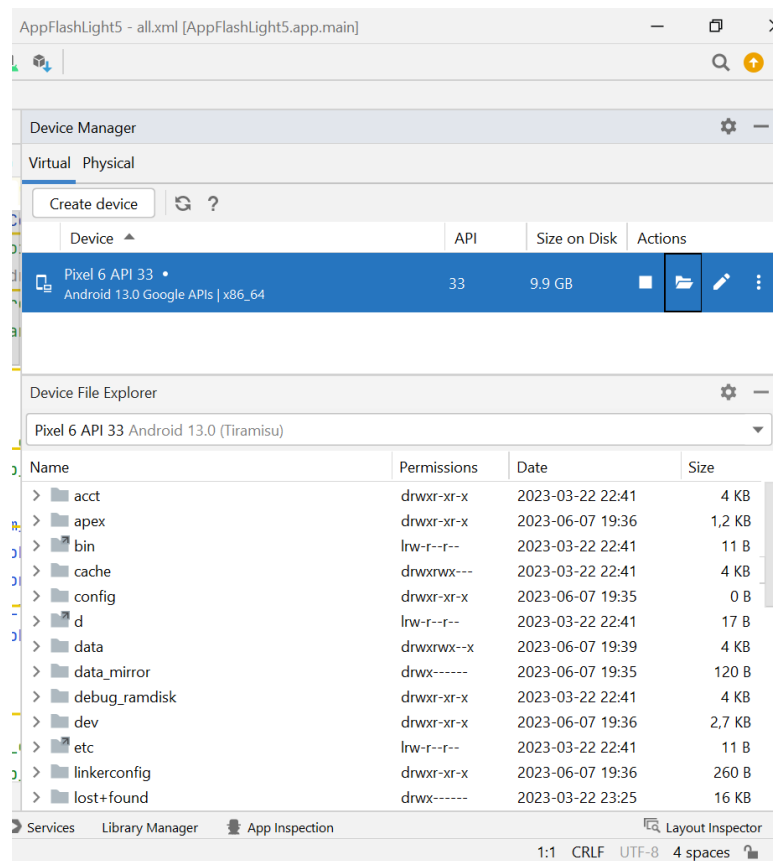 AppFlashLight5 - all.xml [AppFlashLight5.app.main]
Device Manager
Virtual Physical
Create device ?
Device API Size on Disk Actions
Pixel 6 API 33 33 9.9 GB
Android 13.0 Google APIs | x86_64
Device File Explorer
Pixel 6 API 33 Android 13.0 (Tiramisu)
Name Permissions Date Size
acct drwxr-xr-x 2023-03-22 22:41 4 KB
apex drwxr-xr-x 2023-06-07 19:36 1,2 KB
bin lrw-r--r-- 2023-03-22 22:41 11 B
cache drwxrwx--- 2023-03-22 22:41 4 KB
config drwxr-xr-x 2023-06-07 19:35 0 B
d lrw-r--r-- 2023-03-22 22:41 17 B
data drwxrwx--x 2023-06-07 19:39 4 KB
data_mirror drwx------ 2023-06-07 19:35 120 B
debug_ramdisk drwxr-xr-x 2023-03-22 22:41 4 KB
dev drwxr-xr-x 2023-06-07 19:36 2,7 KB
etc lrw-r--r-- 2023-03-22 22:41 11 B
linkerconfig drwxr-xr-x 2023-06-07 19:36 260 B
lost+found drwx------ 2023-03-22 23:25 16 KB
Services Library Manager App Inspection Layout Inspector
1:1 CRLF UTF-8 4 spaces